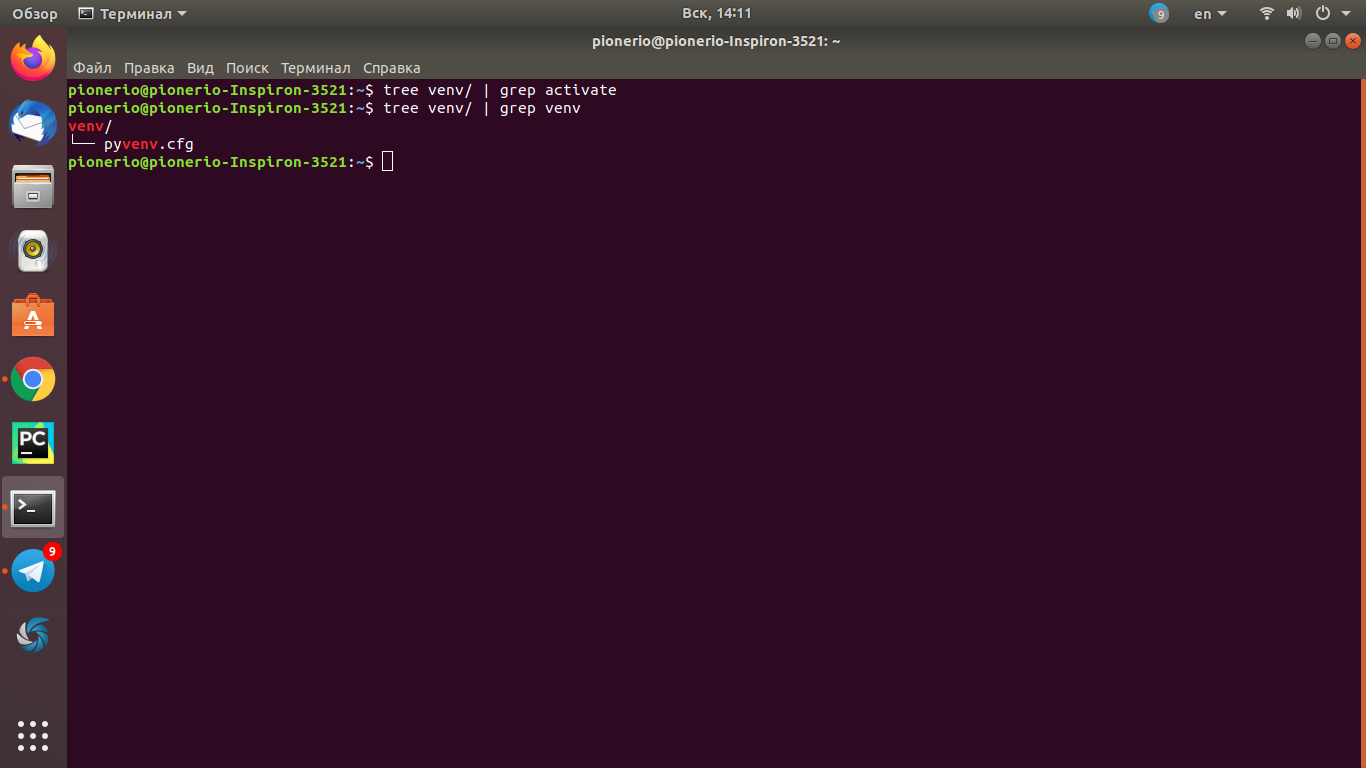 Обзор Терминал Вск, 14:11 9 en
pionerio@pionerio-Inspiron-3521: ~
Файл Правка Вид Поиск Терминал Справка
pionerio@pionerio-Inspiron-3521:~$ tree venv/ | grep activate
pionerio@pionerio-Inspiron-3521:~$ tree venv/ | grep venv
venv/
└── pyvenv.cfg
pionerio@pionerio-Inspiron-3521:~$
A
PC
>_
9